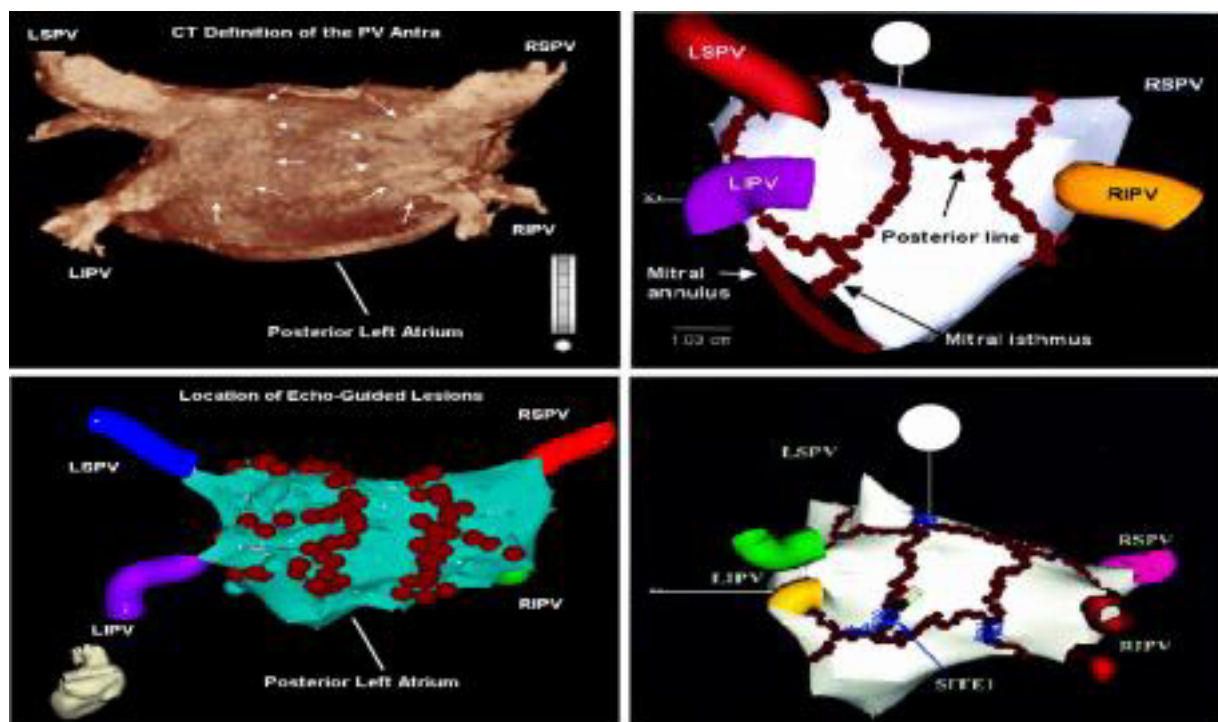 CT Definition of the PV Antra
LSPV
RSPV
LIPV
RIPV
Posterior Left Atrium
LSPV
RSPV
LIPV
RIPV
Posterior line
Mitral
annulus
1.03 cm
Mitral Isthmus
Location of Echo-Guided Lesions
RSPV
LSPV
RIPV
LIPV
Posterior Left Atrium
LSPV
RSPV
LIPV
RIPV
SITE1